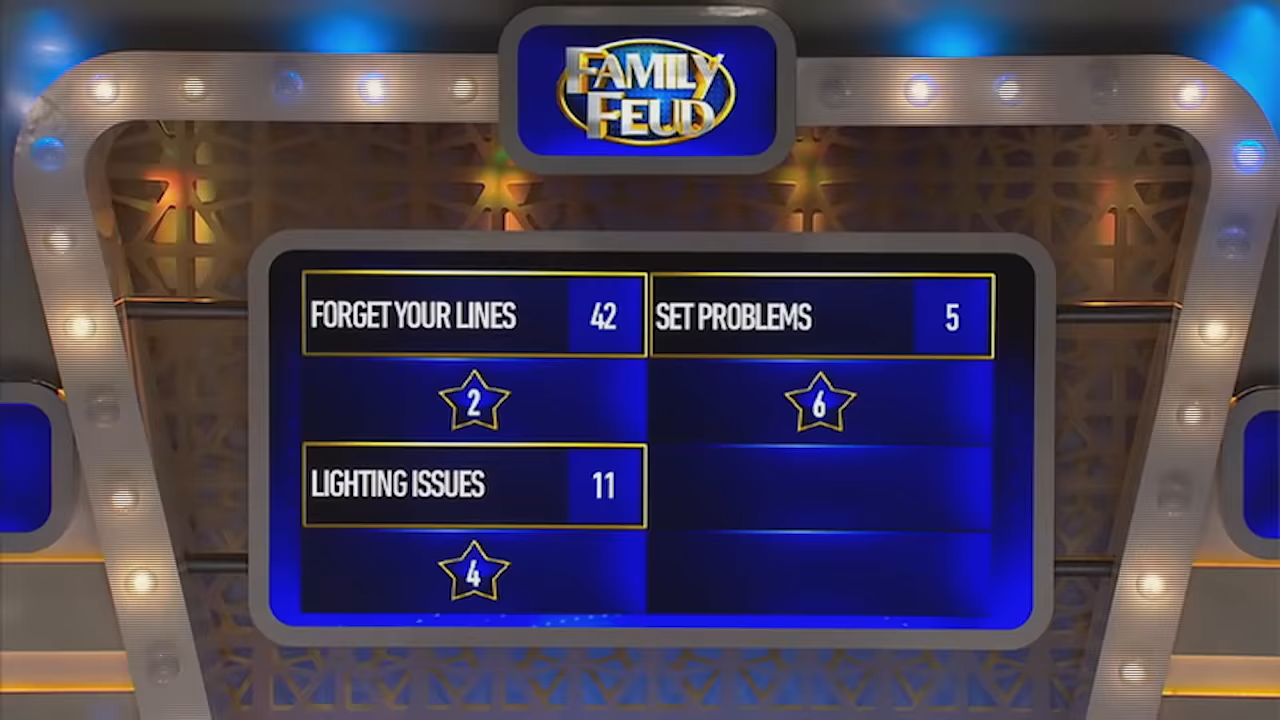 FAMILY
FEUD
FORGET YOUR LINES 42
SET PROBLEMS 5
2
6
LIGHTING ISSUES 11
4